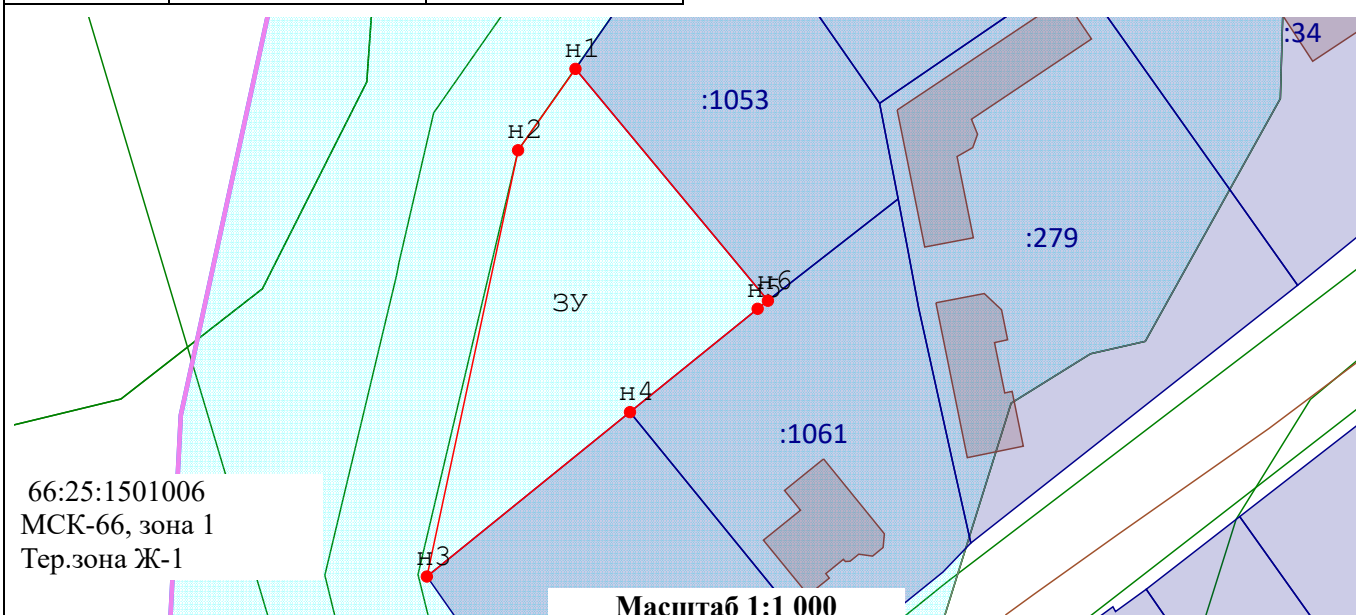 :34
н1
:1053
н2
:279
н6
н5
ЗУ
н4
:1061
66:25:1501006
МСК-66, зона 1
Тер.зона Ж-1
н3
Масштаб 1:1 000